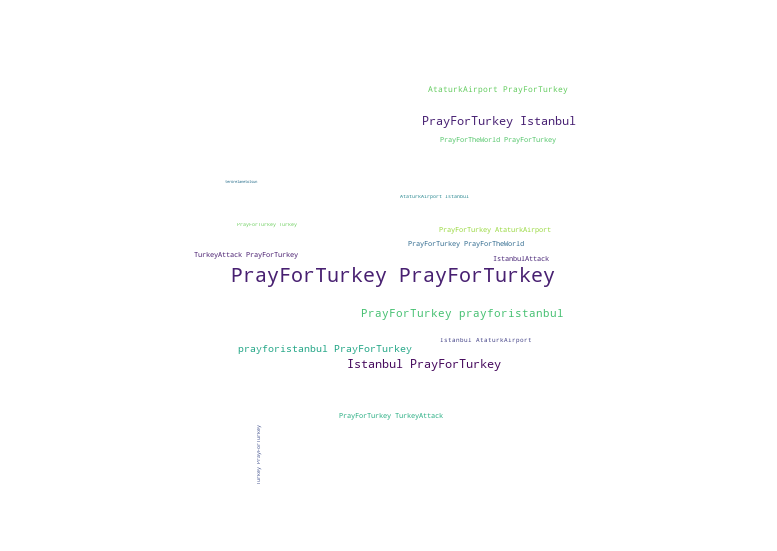 AtaturkAirport PrayForTurkey
PrayForTurkey Istanbul
PrayForTheWorld PrayForTurkey
AtaturkAirport Istanbul
PrayForTurkey Turkey
PrayForTurkey AtaturkAirport
PrayForTurkey PrayForTheWorld
TurkeyAttack PrayForTurkey
IstanbulAttack
PrayForTurkey PrayForTurkey
PrayForTurkey prayforistanbul
Istanbul AtaturkAirport
prayforistanbul PrayForTurkey
Istanbul PrayForTurkey
PrayForTurkey TurkeyAttack
Turkey PrayForTurkey